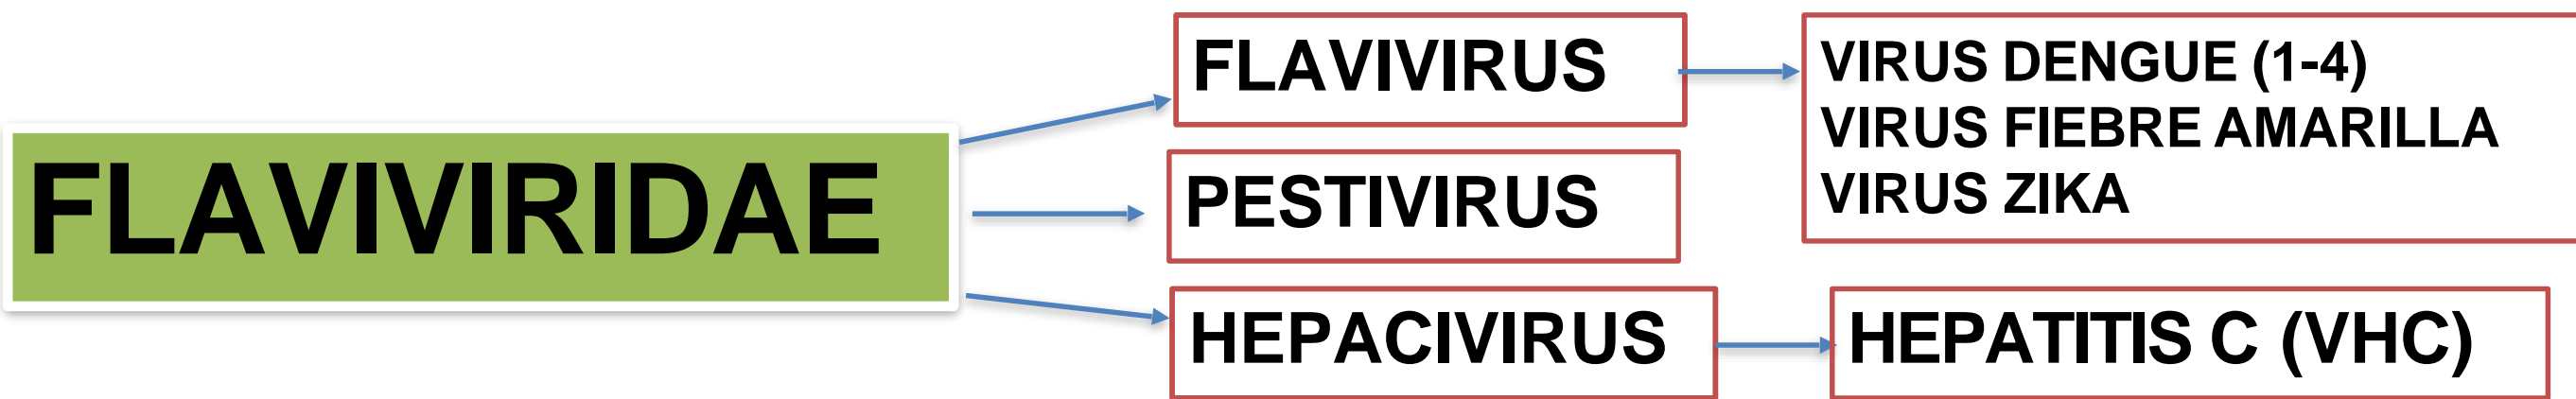 FLAVIVIRIDAE
FLAVIVIRUS
VIRUS DENGUE (1-4)
VIRUS FIEBRE AMARILLA
VIRUS ZIKA
PESTIVIRUS
HEPACIVIRUS
HEPATITIS C (VHC)